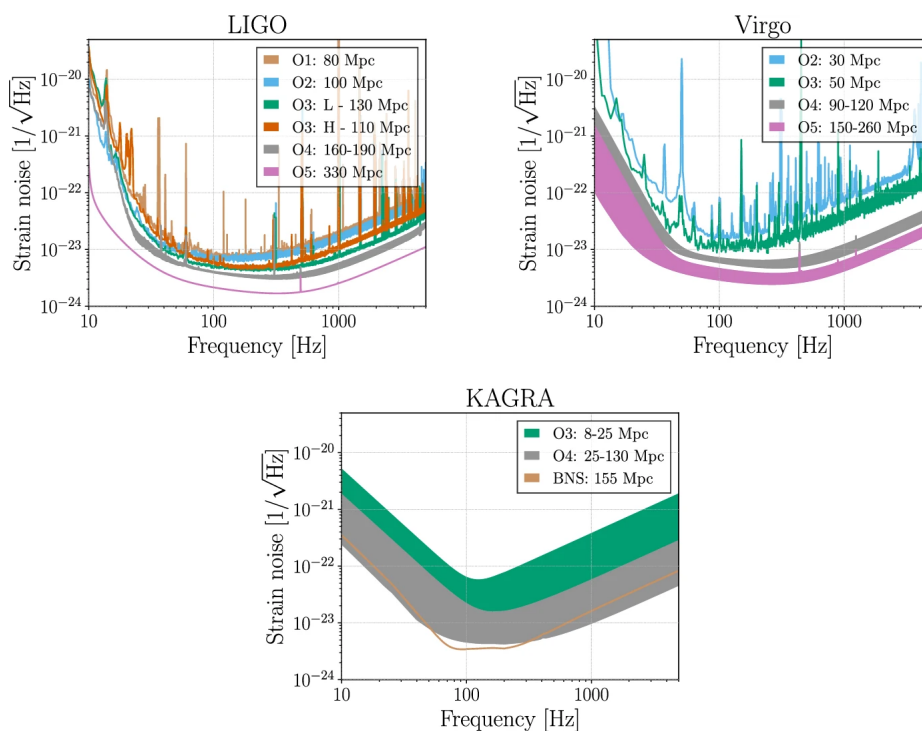 LIGO
Strain noise [1/√Hz]
10⁻²⁰
10⁻²¹
10⁻²²
10⁻²³
10⁻²⁴
O1: 80 Mpc
O2: 100 Mpc
O3: L - 130 Mpc
O3: H - 110 Mpc
O4: 160-190 Mpc
O5: 330 Mpc
10 100 1000
Frequency [Hz]
Virgo
Strain noise [1/√Hz]
10⁻²⁰
10⁻²¹
10⁻²²
10⁻²³
10⁻²⁴
O2: 30 Mpc
O3: 50 Mpc
O4: 90-120 Mpc
O5: 150-260 Mpc
10 100 1000
Frequency [Hz]
KAGRA
Strain noise [1/√Hz]
10⁻²⁰
10⁻²¹
10⁻²²
10⁻²³
10⁻²⁴
O3: 8-25 Mpc
O4: 25-130 Mpc
BNS: 155 Mpc
10 100 1000
Frequency [Hz]